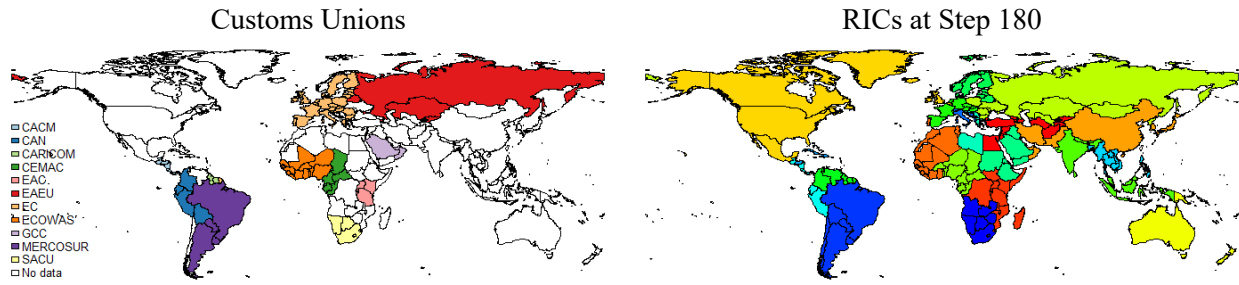 Customs Unions
RICs at Step 180
CACM
CAN
CARICOM
CEMAC
EAC.
EAEU
EC
ECOWAS
GCC
MERCOSUR
SACU
No data